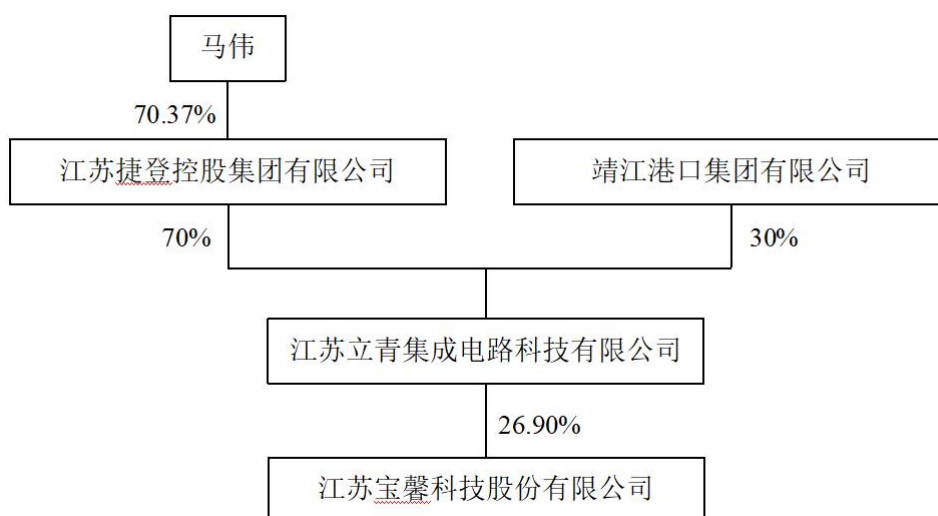 马伟
70.37%
江苏捷登控股集团有限公司
靖江港口集团有限公司
70%
30%
江苏立青集成电路科技有限公司
26.90%
江苏宝馨科技股份有限公司